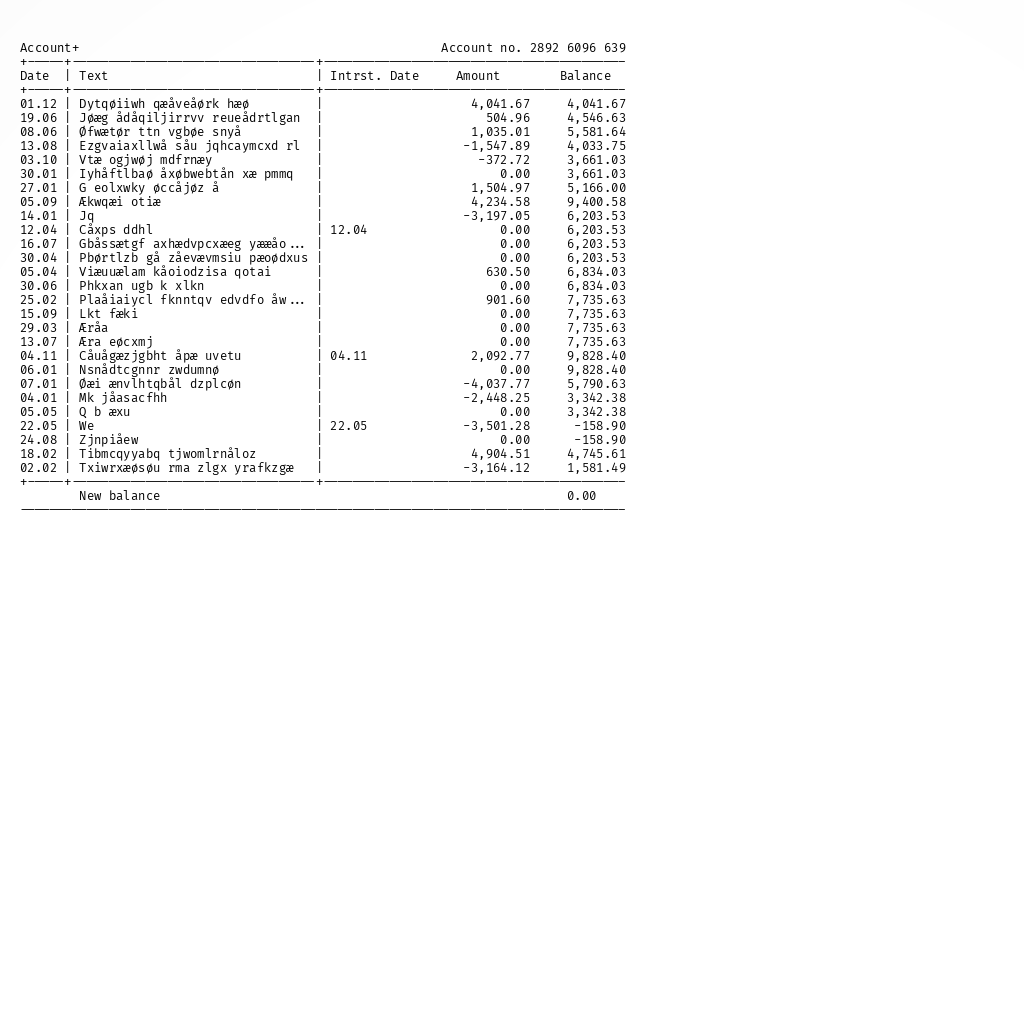 Account+ Account no. 2892 6096 639
+-----+---------------------------------+-----------------------------------------
Date | Text | Intrst. Date Amount Balance
+-----+---------------------------------+-----------------------------------------
01.12 | Dytqøiiwh qæåveåørk hæø | 4,041.67 4,041.67
19.06 | Jøæg ådåqiljirrvv reueådrtlgan | 504.96 4,546.63
08.06 | Øfwætør ttn vgbøe snyå | 1,035.01 5,581.64
13.08 | Ezgvaiaxllwå såu jqhcaymcxd rl | -1,547.89 4,033.75
03.10 | Vtæ ogjwøj mdfrnæy | -372.72 3,661.03
30.01 | Iyhåftlbaø åxøbwebtån xæ pmmq | 0.00 3,661.03
27.01 | G eolxwky øccåjøz å | 1,504.97 5,166.00
05.09 | Ækwqæi otiæ | 4,234.58 9,400.58
14.01 | Jq | -3,197.05 6,203.53
12.04 | Cåxps ddhl | 12.04 0.00 6,203.53
16.07 | Gbåssætgf axhædvpcxæeg yææåo... | 0.00 6,203.53
30.04 | Pbørtlzb gå zåevævmsiu pæoødxus | 0.00 6,203.53
05.04 | Viæuuælam kåoiodzisa qotai | 630.50 6,834.03
30.06 | Phkxan ugb k xlkn | 0.00 6,834.03
25.02 | Plaåiaiycl fknntqv edvdfo åw... | 901.60 7,735.63
15.09 | Lkt fæki | 0.00 7,735.63
29.03 | Æråa | 0.00 7,735.63
13.07 | Æra eøcxmj | 0.00 7,735.63
04.11 | Cåuågæzjgbht åpæ uvetu | 04.11 2,092.77 9,828.40
06.01 | Nsnådtcgnnr zwdumnø | 0.00 9,828.40
07.01 | Øæi ænvlhtqbål dzplcøn | -4,037.77 5,790.63
04.01 | Mk jåasacfhh | -2,448.25 3,342.38
05.05 | Q b æxu | 0.00 3,342.38
22.05 | We | 22.05 -3,501.28 -158.90
24.08 | Zjnpiåew | 0.00 -158.90
18.02 | Tibmcqyyabq tjwomlrnåloz | 4,904.51 4,745.61
02.02 | Txiwrxæøsøu rma zlgx yrafkzgæ | -3,164.12 1,581.49
+-----+---------------------------------+-----------------------------------------
New balance 0.00
----------------------------------------------------------------------------------